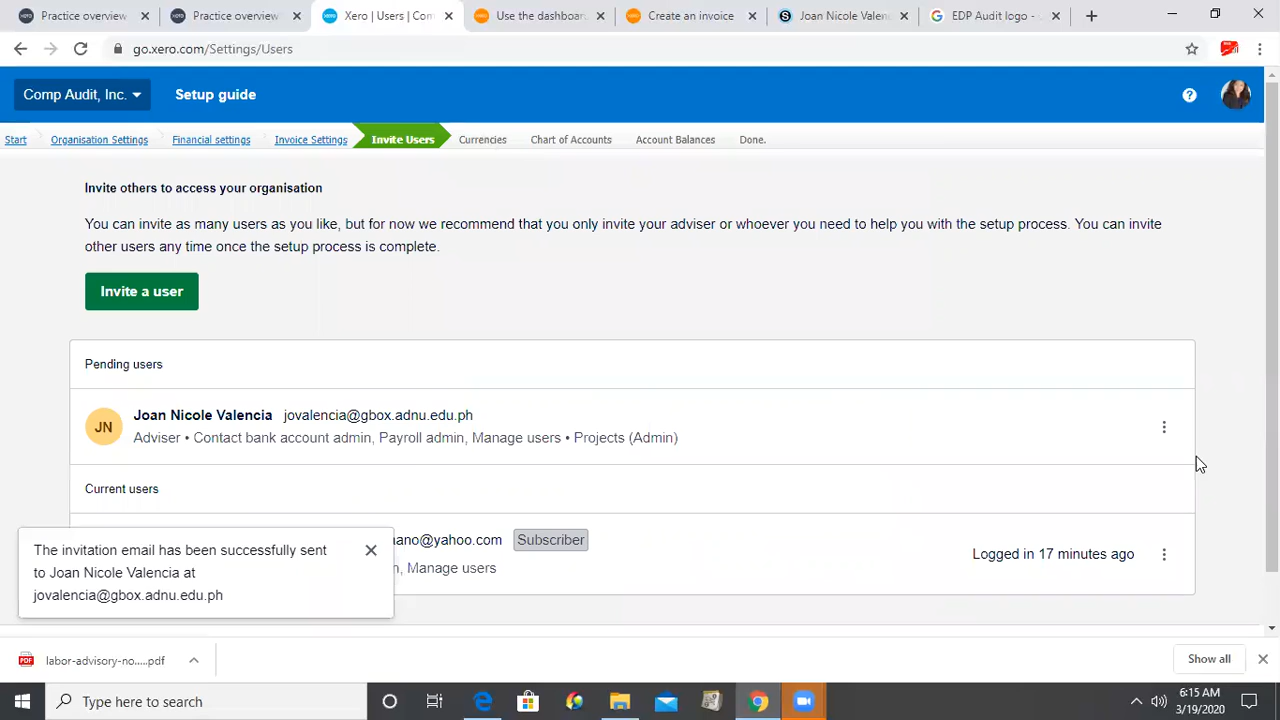 Practice overview
Practice overview
Xero | Users | Com
Use the dashboar
Create an invoice
Joan Nicole Valenc
EDP Audit logo
go.xero.com/Settings/Users
Comp Audit, Inc.
Setup guide
Start
Organisation Settings
Financial settings
Invoice Settings
Invite Users
Currencies
Chart of Accounts
Account Balances
Done.
Invite others to access your organisation
You can invite as many users as you like, but for now we recommend that you only invite your adviser or whoever you need to help you with the setup process. You can invite
other users any time once the setup process is complete.
Invite a user
Pending users
JN
Joan Nicole Valencia jovalencia@gbox.adnu.edu.ph
Adviser • Contact bank account admin, Payroll admin, Manage users • Projects (Admin)
Current users
nano@yahoo.com Subscriber
Logged in 17 minutes ago
n, Manage users
The invitation email has been successfully sent
to Joan Nicole Valencia at
jovalencia@gbox.adnu.edu.ph
PDF
labor-advisory-no.....pdf
Show all
Type here to search
6:15 AM
3/19/2020